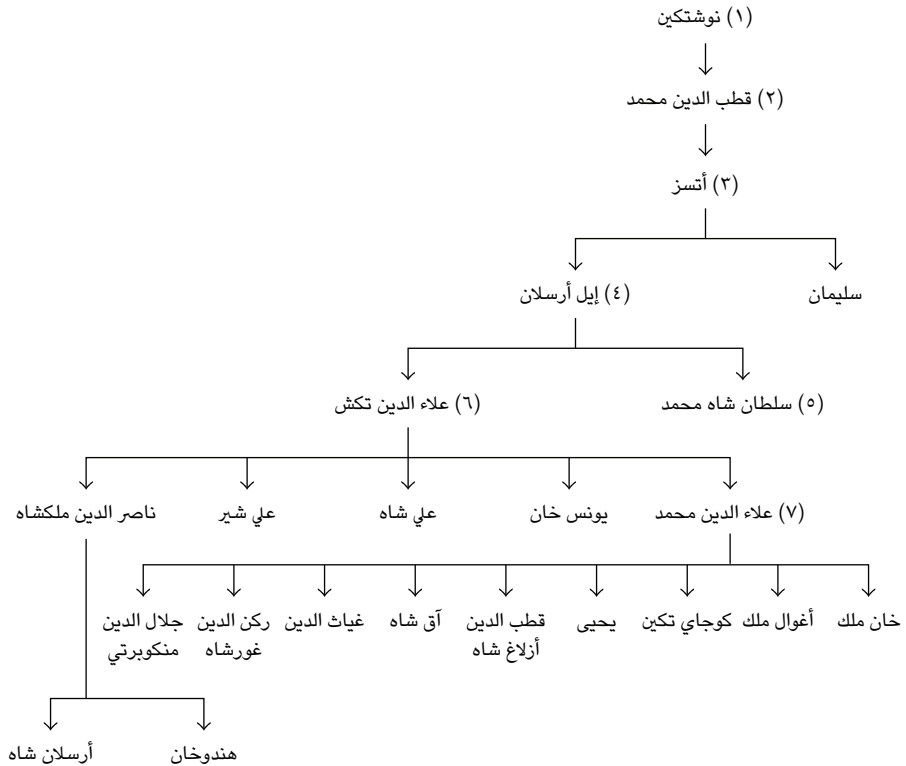 (١) نوشتكين
(٢) قطب الدين محمد
(٣) أتسز
سليمان
(٤) إيل أرسلان
(٥) سلطان شاه محمد
(٦) علاء الدين تكش
(٧) علاء الدين محمد
يونس خان
علي شاه
علي شير
ناصر الدين ملكشاه
خان ملك
أغوال ملك
كوجاي تكين
يحيى
قطب الدين
أزلاغ شاه
آق شاه
غياث الدين
ركن الدين
غورشاه
جلال الدين
منكوبرتي
هندوخان
أرسلان شاه